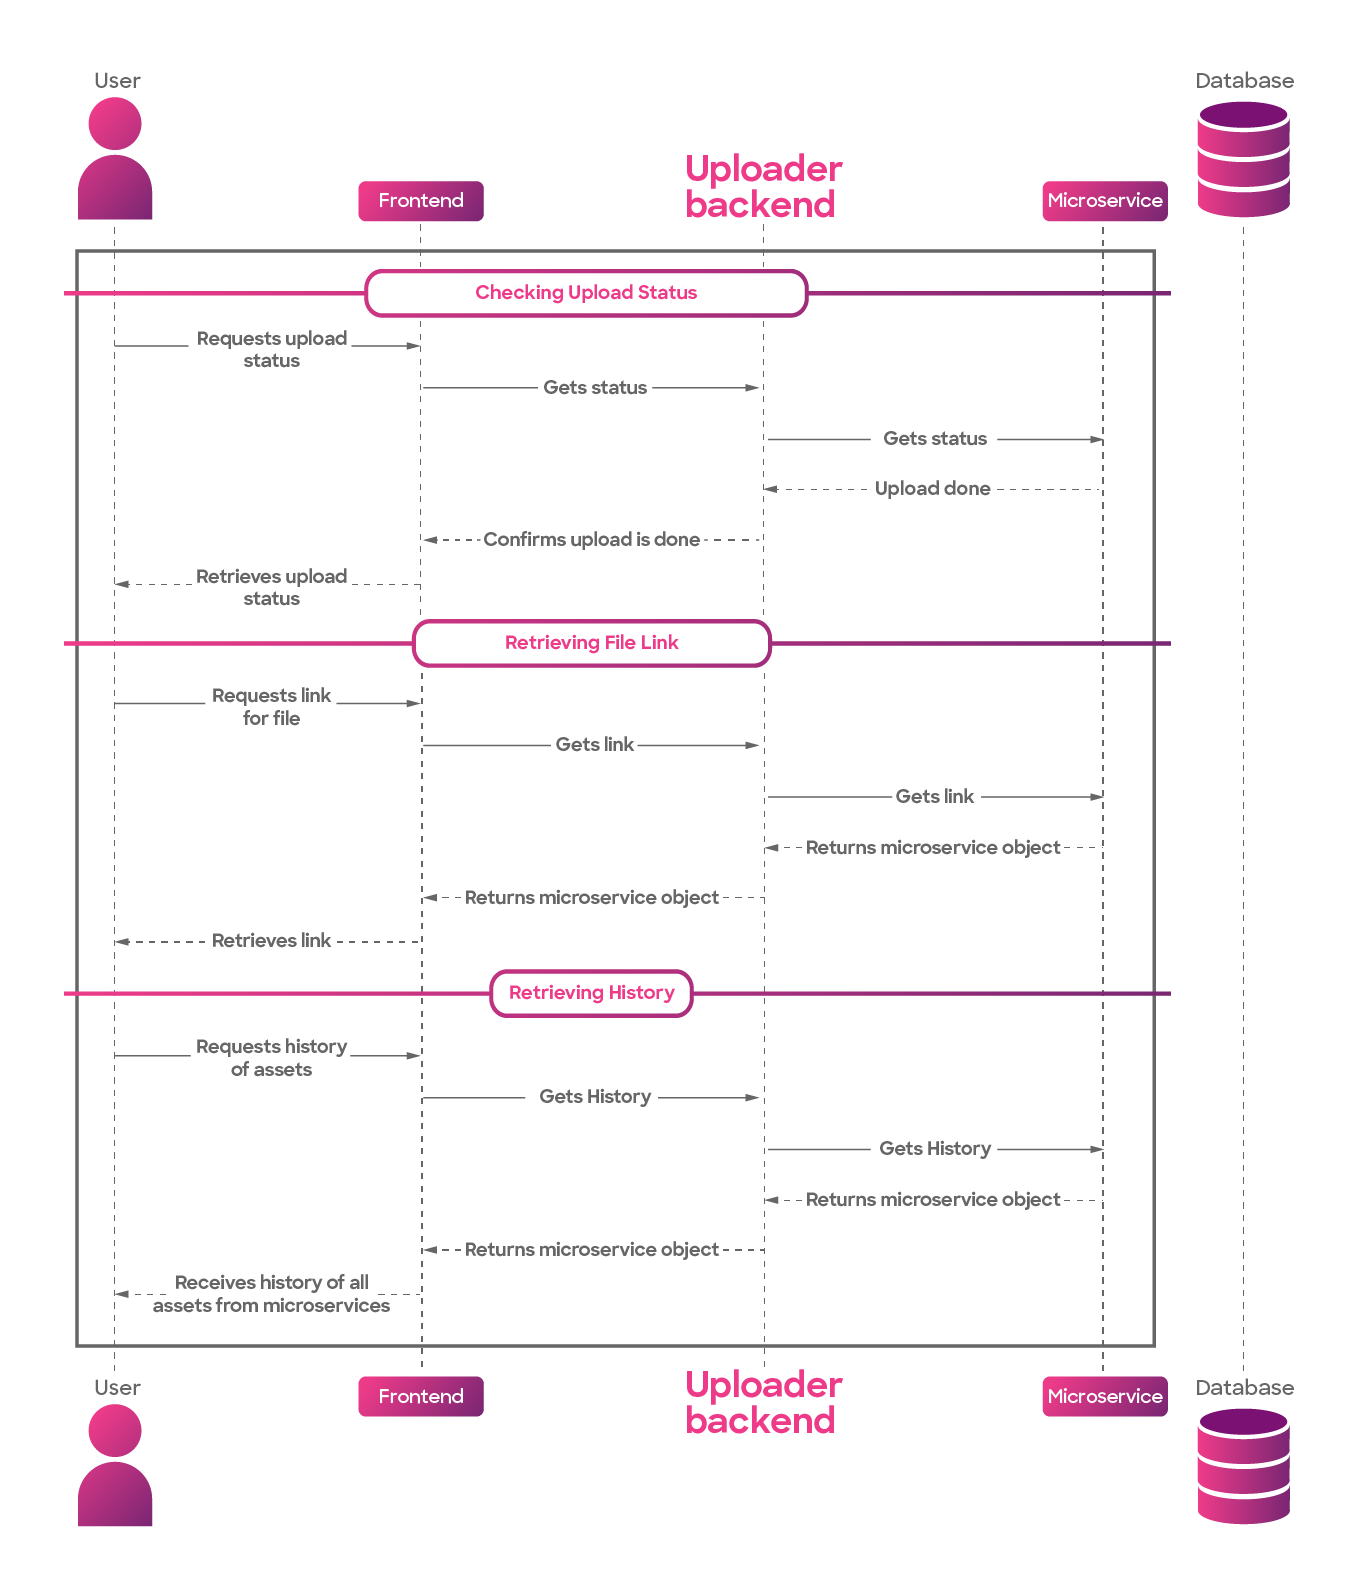 User
Database
Uploader
backend
Frontend
Microservice
Checking Upload Status
Requests upload
status
Gets status
Gets status
Upload done
Confirms upload is done
Retrieves upload
status
Retrieving File Link
Requests link
for file
Gets link
Gets link
Returns microservice object
Returns microservice object
Retrieves link
Retrieving History
Requests history
of assets
Gets History
Gets History
Returns microservice object
Returns microservice object
Receives history of all
assets from microservices
User
Frontend
Uploader
backend
Microservice
Database